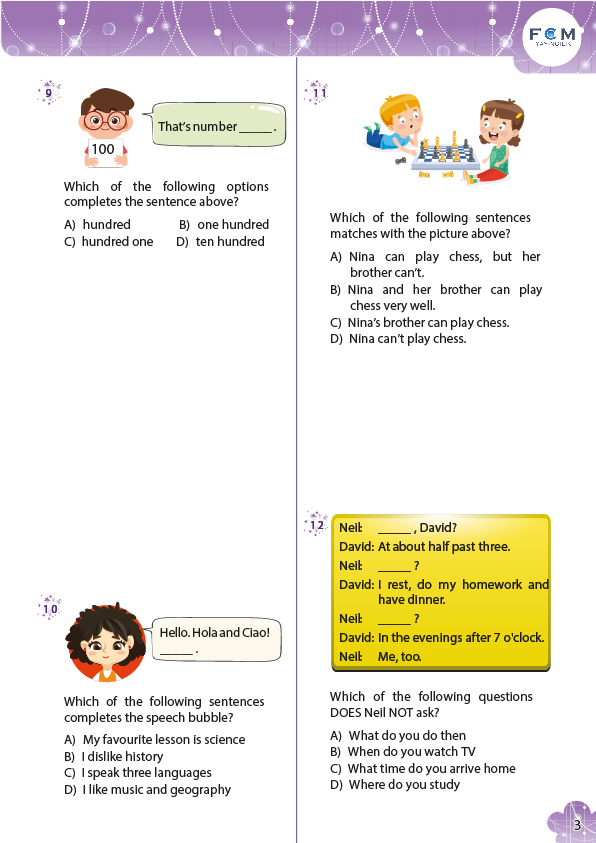 FCM
YAYINCILIK
9
That's number _____ .
100
Which of the following options
completes the sentence above?
A) hundred B) one hundred
C) hundred one D) ten hundred
10
Hello. Hola and Ciao!
_____ .
Which of the following sentences
completes the speech bubble?
A) My favourite lesson is science
B) I dislike history
C) I speak three languages
D) I like music and geography
11
Which of the following sentences
matches with the picture above?
A) Nina can play chess, but her
brother can't.
B) Nina and her brother can play
chess very well.
C) Nina's brother can play chess.
D) Nina can't play chess.
12
Neil: _____ , David?
David: At about half past three.
Neil: _____ ?
David: I rest, do my homework and
have dinner.
Neil: _____ ?
David: In the evenings after 7 o'clock.
Neil: Me, too.
Which of the following questions
DOES Neil NOT ask?
A) What do you do then
B) When do you watch TV
C) What time do you arrive home
D) Where do you study
3